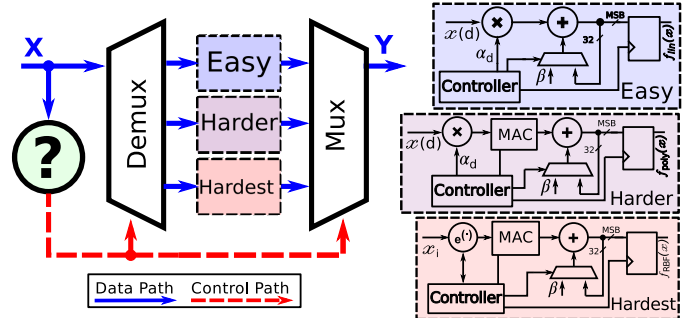 X
Y
?
Demux
Easy
Harder
Hardest
Mux
Data Path
Control Path
x(d)
×
+
MSB
32
α_d
β
Controller
f_lin(x)
Easy
x(d)
×
MAC
+
MSB
32
α_d
β
Controller
f_poly(x)
Harder
x_i
e^(·)
MAC
+
MSB
32
β
Controller
f_RBF(x)
Hardest